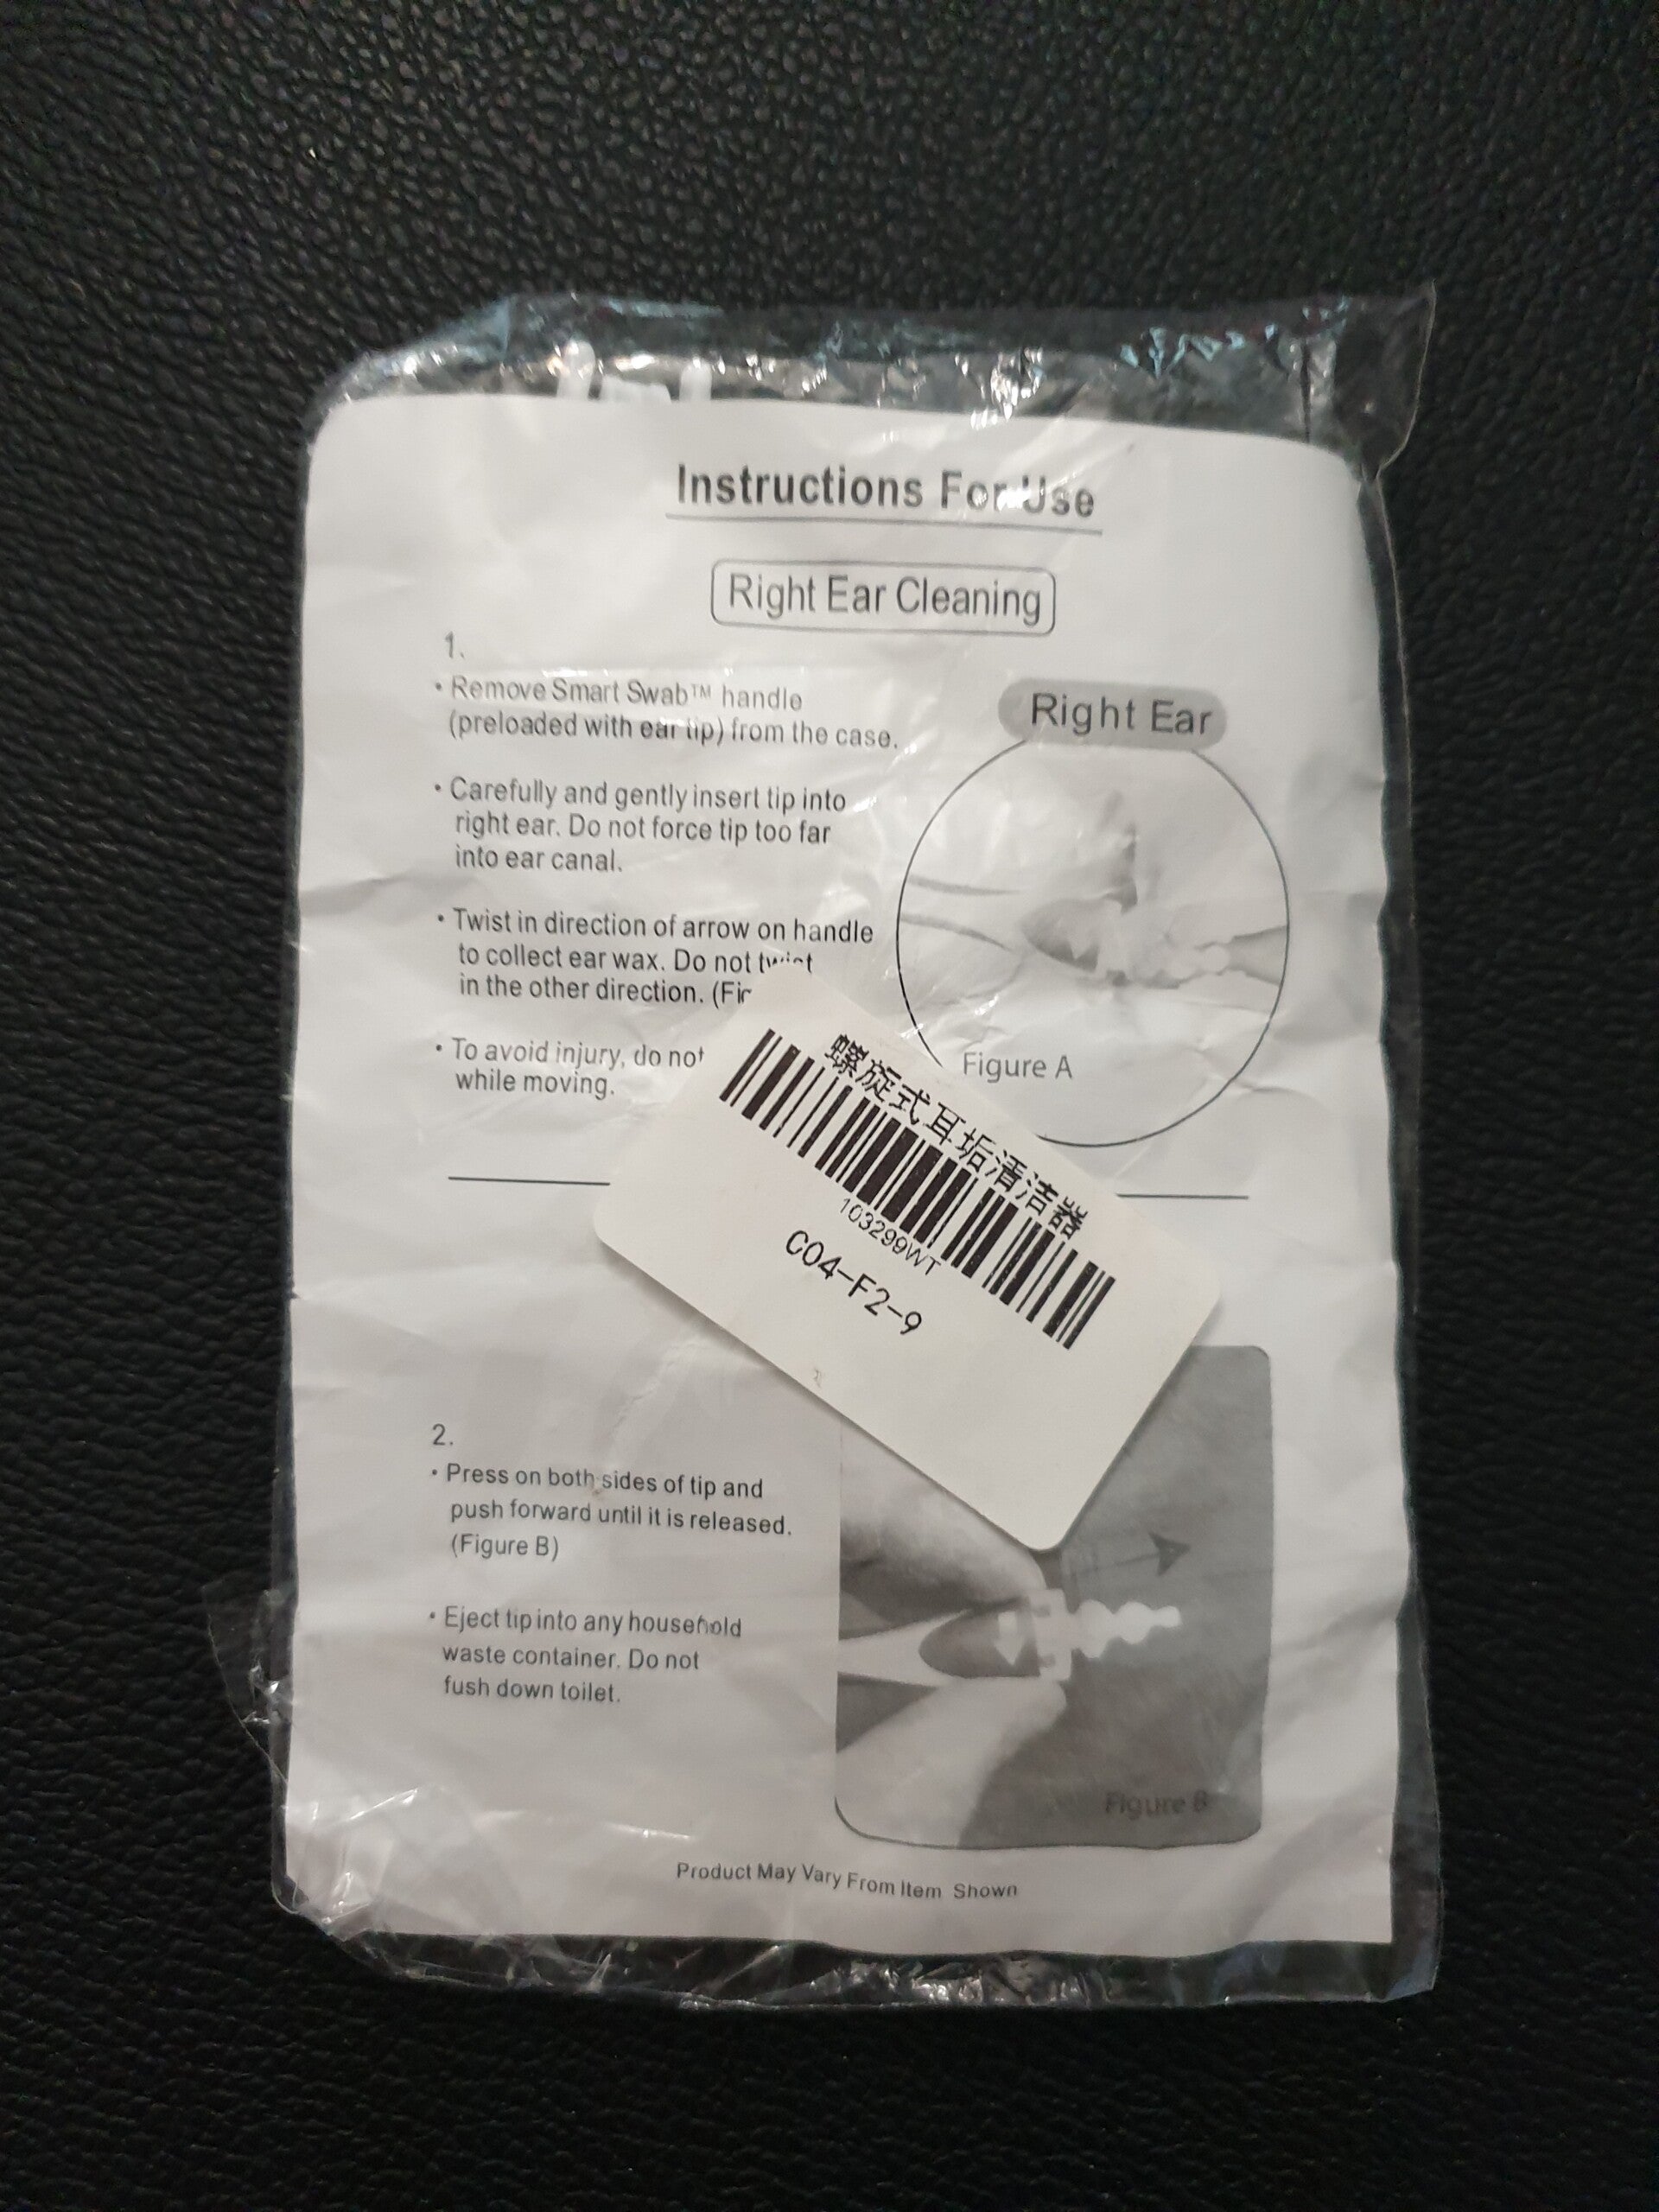 Instructions For Use
Right Ear Cleaning
1.
• Remove Smart Swab™ handle
(preloaded with ear tip) from the case.
• Carefully and gently insert tip into
right ear. Do not force tip too far
into ear canal.
• Twist in direction of arrow on handle
to collect ear wax. Do not twist
in the other direction.
• To avoid injury, do not
while moving.
Right Ear
Figure A
螺旋式耳垢清洁器
103299WT
C04-F2-9
2.
• Press on both sides of tip and
push forward until it is released.
(Figure B)
• Eject tip into any household
waste container. Do not
fush down toilet.
Figure B
Product May Vary From Item Shown